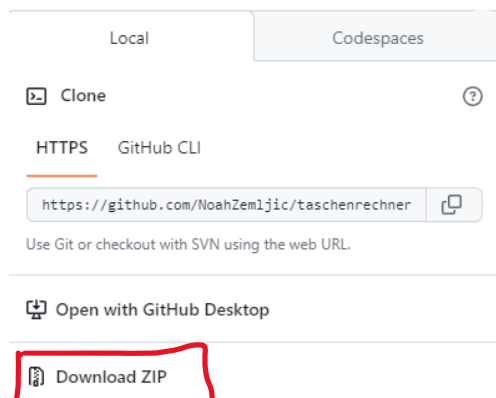 Local
Codespaces
Clone
HTTPS
GitHub CLI
https://github.com/NoahZemljic/taschenrechner
Use Git or checkout with SVN using the web URL.
Open with GitHub Desktop
Download ZIP